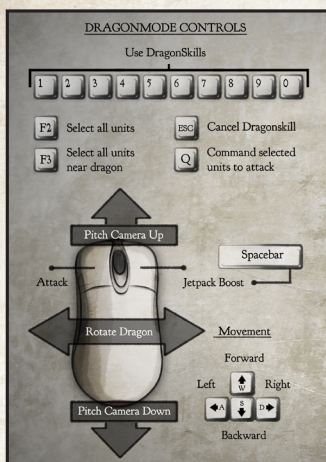 DRAGONMODE CONTROLS
Use DragonSkills
1 2 3 4 5 6 7 8 9 0
F2 Select all units
ESC Cancel Dragonskill
F3 Select all units near dragon
Q Command selected units to attack
Pitch Camera Up
Spacebar
Attack
Jetpack Boost
Rotate Dragon
Movement
Forward
Left W Right
A S D
Pitch Camera Down
Backward